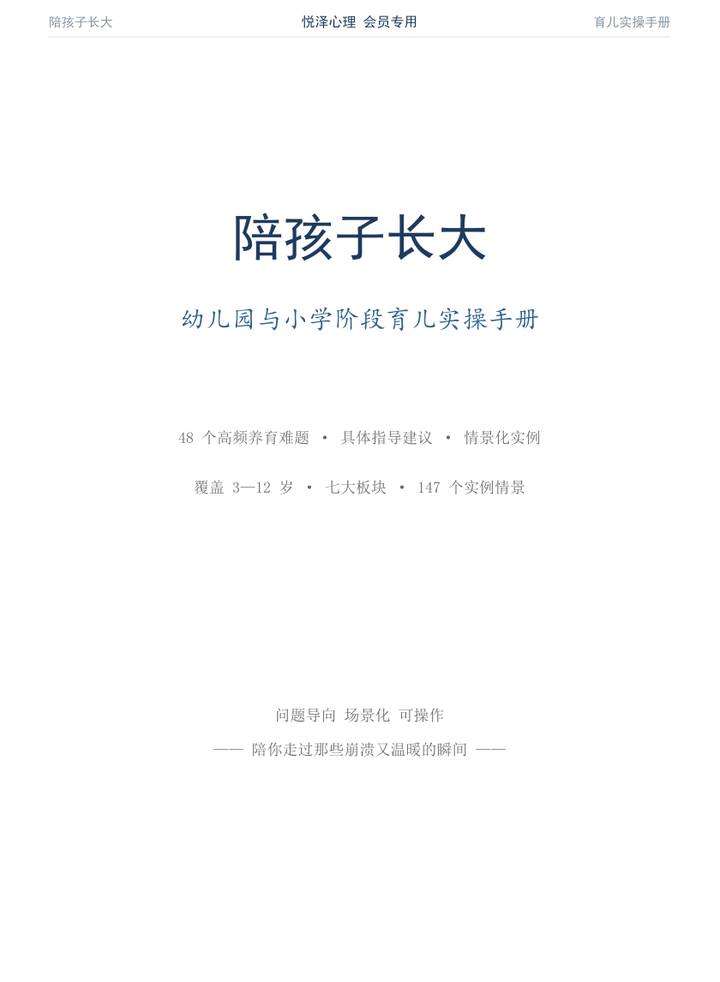 陪孩子长大
悦泽心理 会员专用
育儿实操手册
陪孩子长大
幼儿园与小学阶段育儿实操手册
48 个高频养育难题 • 具体指导建议 • 情景化实例
覆盖 3—12 岁 • 七大板块 • 147 个实例情景
问题导向 场景化 可操作
—— 陪你走过那些崩溃又温暖的瞬间 ——